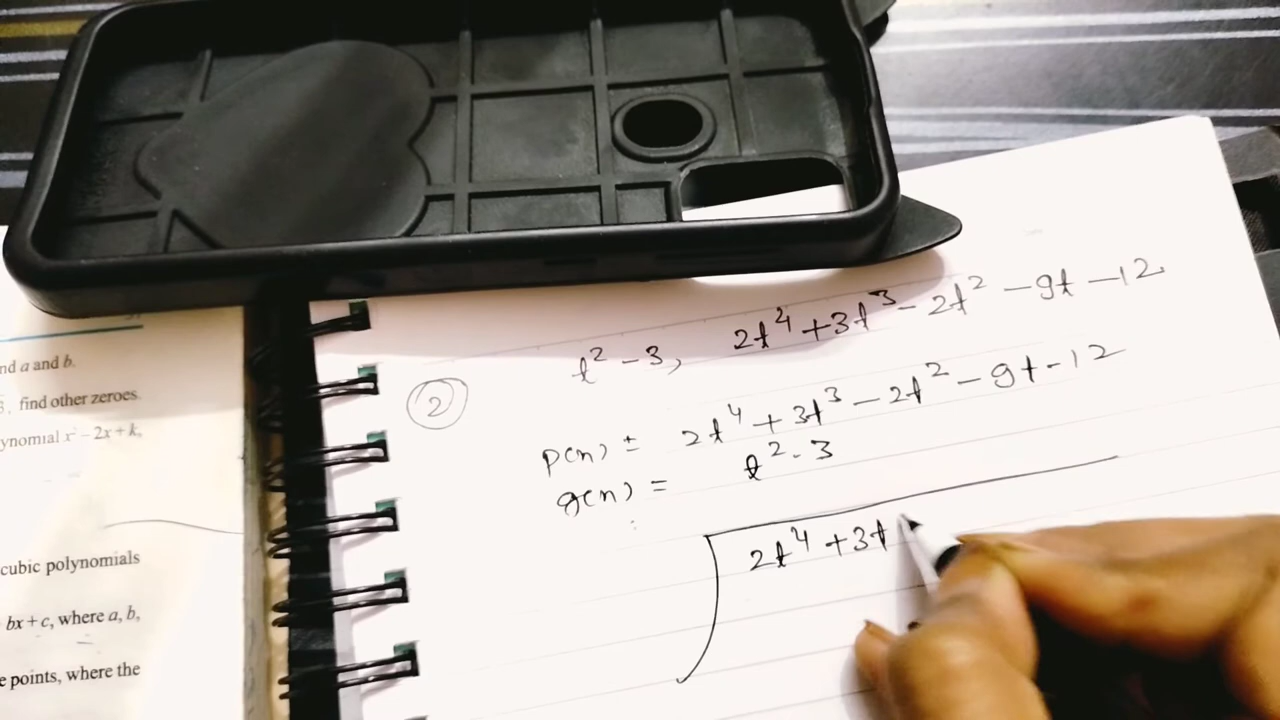 nd a and b.
, find other zeroes.
ynomial x² – 2x + k,
cubic polynomials
bx + c, where a, b,
e points, where the
② t² - 3, 2t⁴ + 3t³ - 2t² - 9t - 12
p(n) = 2t⁴ + 3t³ - 2t² - 9t - 12
g(n) = t² - 3
2t⁴ + 3t